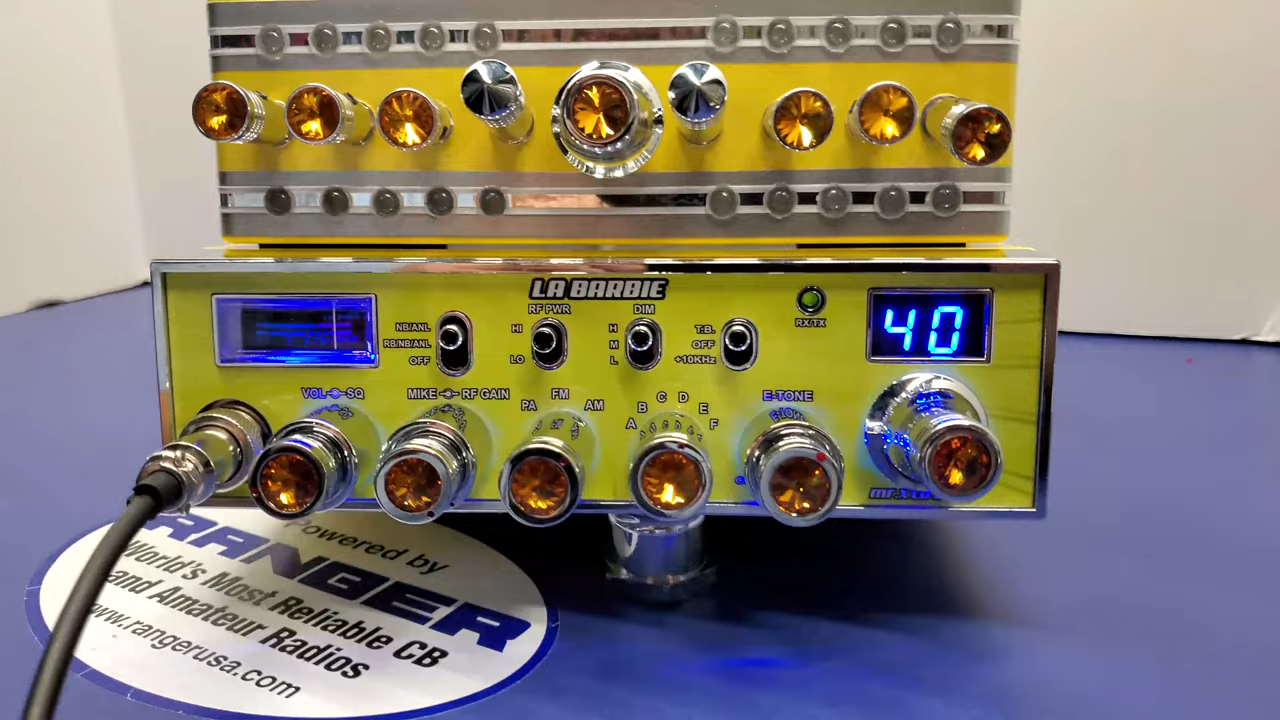 LA BARBIE
RF PWR
DIM
NB/ANL
RB/NB/ANL
OFF
HI
LO
H
M
L
T.B.
OFF
+10KHz
RX/TX
40
VOL SQ
MIKE RF GAIN
PA FM AM
A B C D E F
E-TONE
Powered by
RANGER
World's Most Reliable CB
and Amateur Radios
www.rangerusa.com